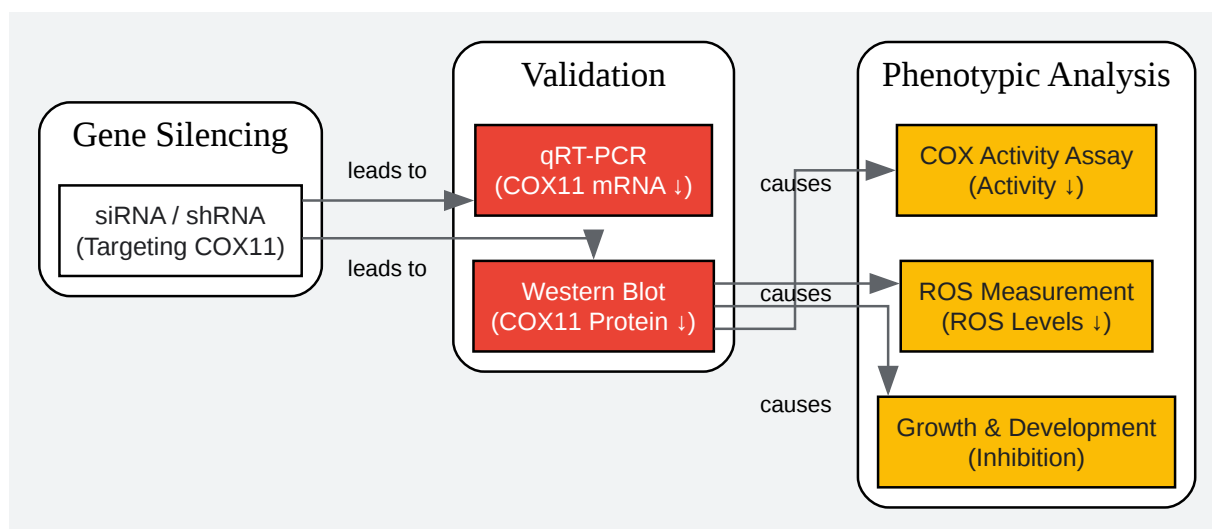 Gene Silencing
siRNA / shRNA
(Targeting COX11)
leads to
leads to
Validation
qRT-PCR
(COX11 mRNA ↓)
Western Blot
(COX11 Protein ↓)
causes
causes
causes
Phenotypic Analysis
COX Activity Assay
(Activity ↓)
ROS Measurement
(ROS Levels ↓)
Growth & Development
(Inhibition)